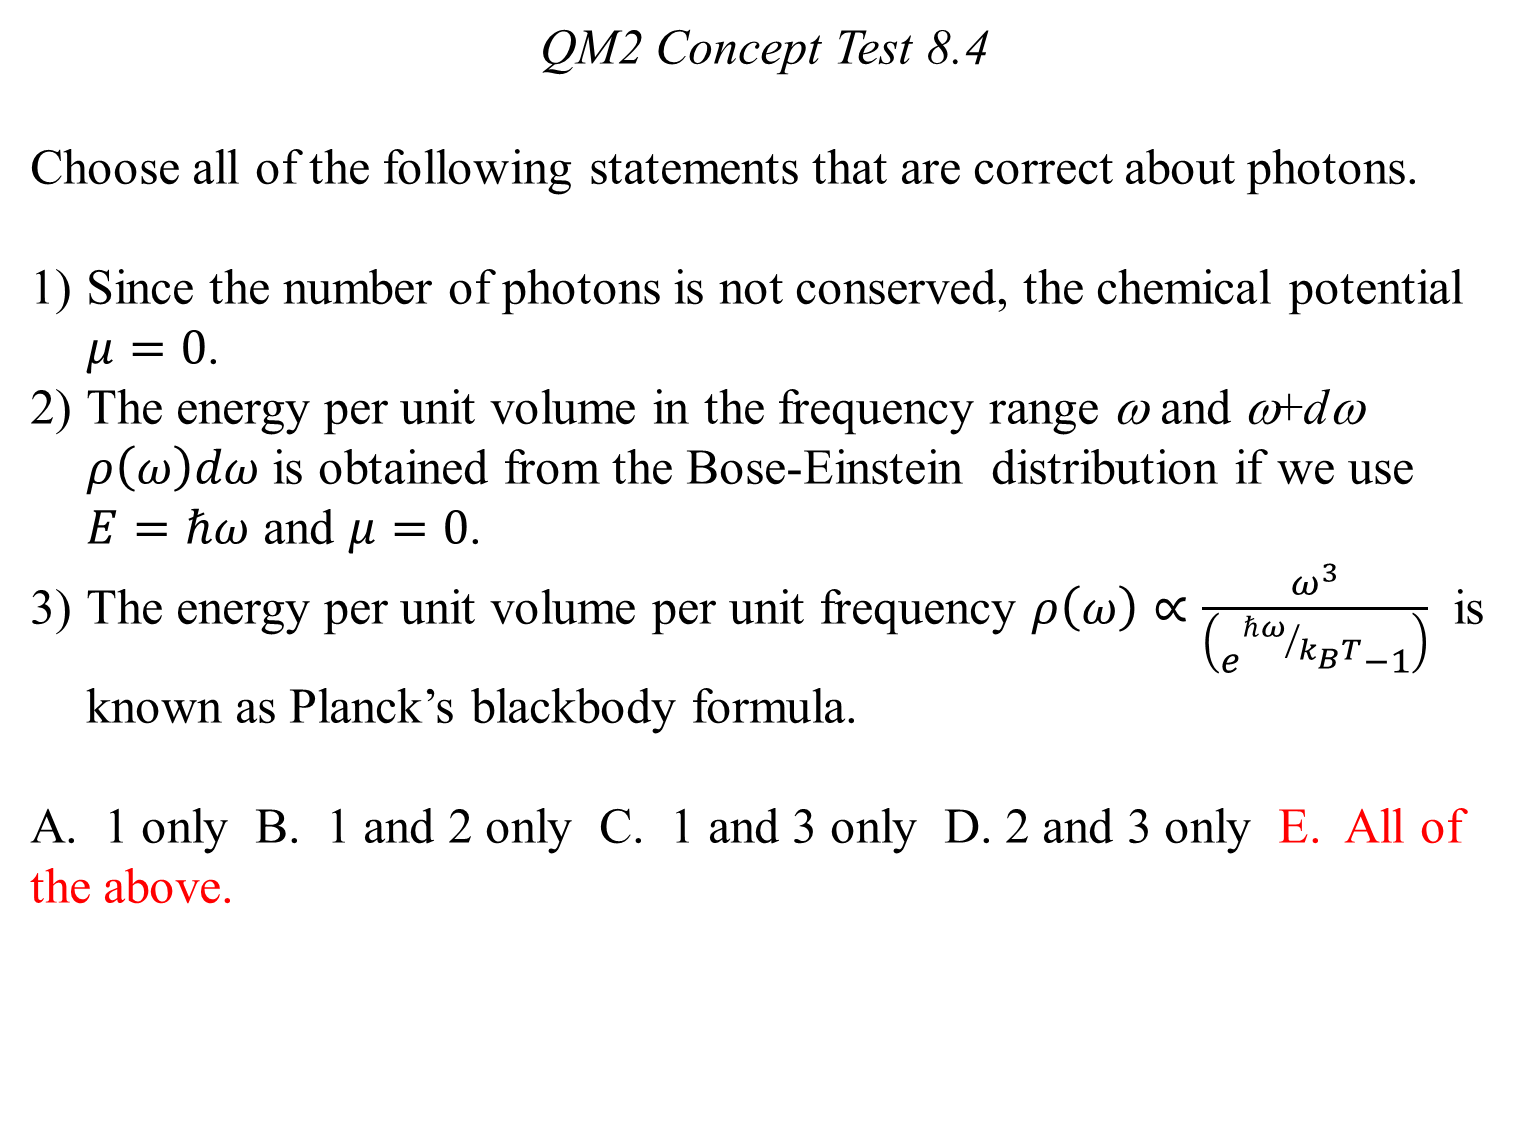 QM2 Concept Test 8.4
Choose all of the following statements that are correct about photons.
1) Since the number of photons is not conserved, the chemical potential
μ = 0.
2) The energy per unit volume in the frequency range ω and ω+dω
ρ(ω)dω is obtained from the Bose-Einstein distribution if we use
E = ħω and μ = 0.
3) The energy per unit volume per unit frequency ρ(ω) ∝ ω³/(e^(ħω/k_BT) −1) is
known as Planck’s blackbody formula.
A. 1 only B. 1 and 2 only C. 1 and 3 only D. 2 and 3 only E. All of
the above.